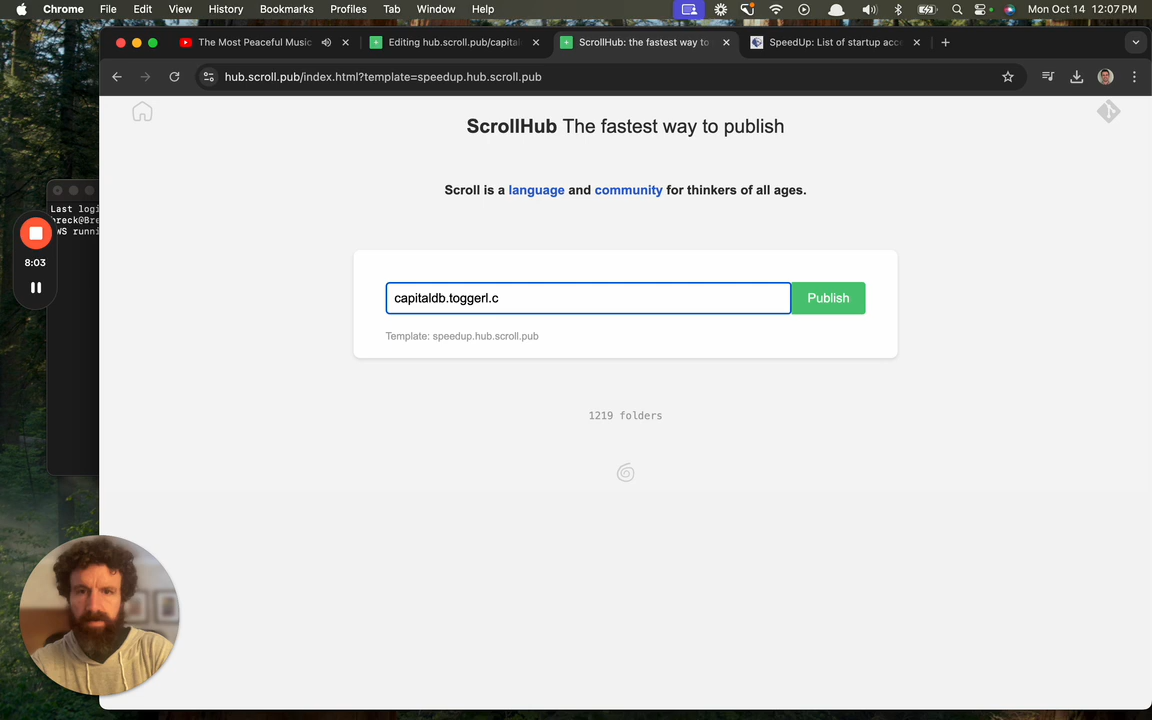 Chrome File Edit View History Bookmarks Profiles Tab Window Help Mon Oct 14 12:07 PM
The Most Peaceful Music
Editing hub.scroll.pub/capital
ScrollHub: the fastest way to
SpeedUp: List of startup acce
hub.scroll.pub/index.html?template=speedup.hub.scroll.pub
ScrollHub The fastest way to publish
Scroll is a language and community for thinkers of all ages.
Last logi
breck@Bre
WS runni
8:03
capitaldb.toggerl.c
Publish
Template: speedup.hub.scroll.pub
1219 folders